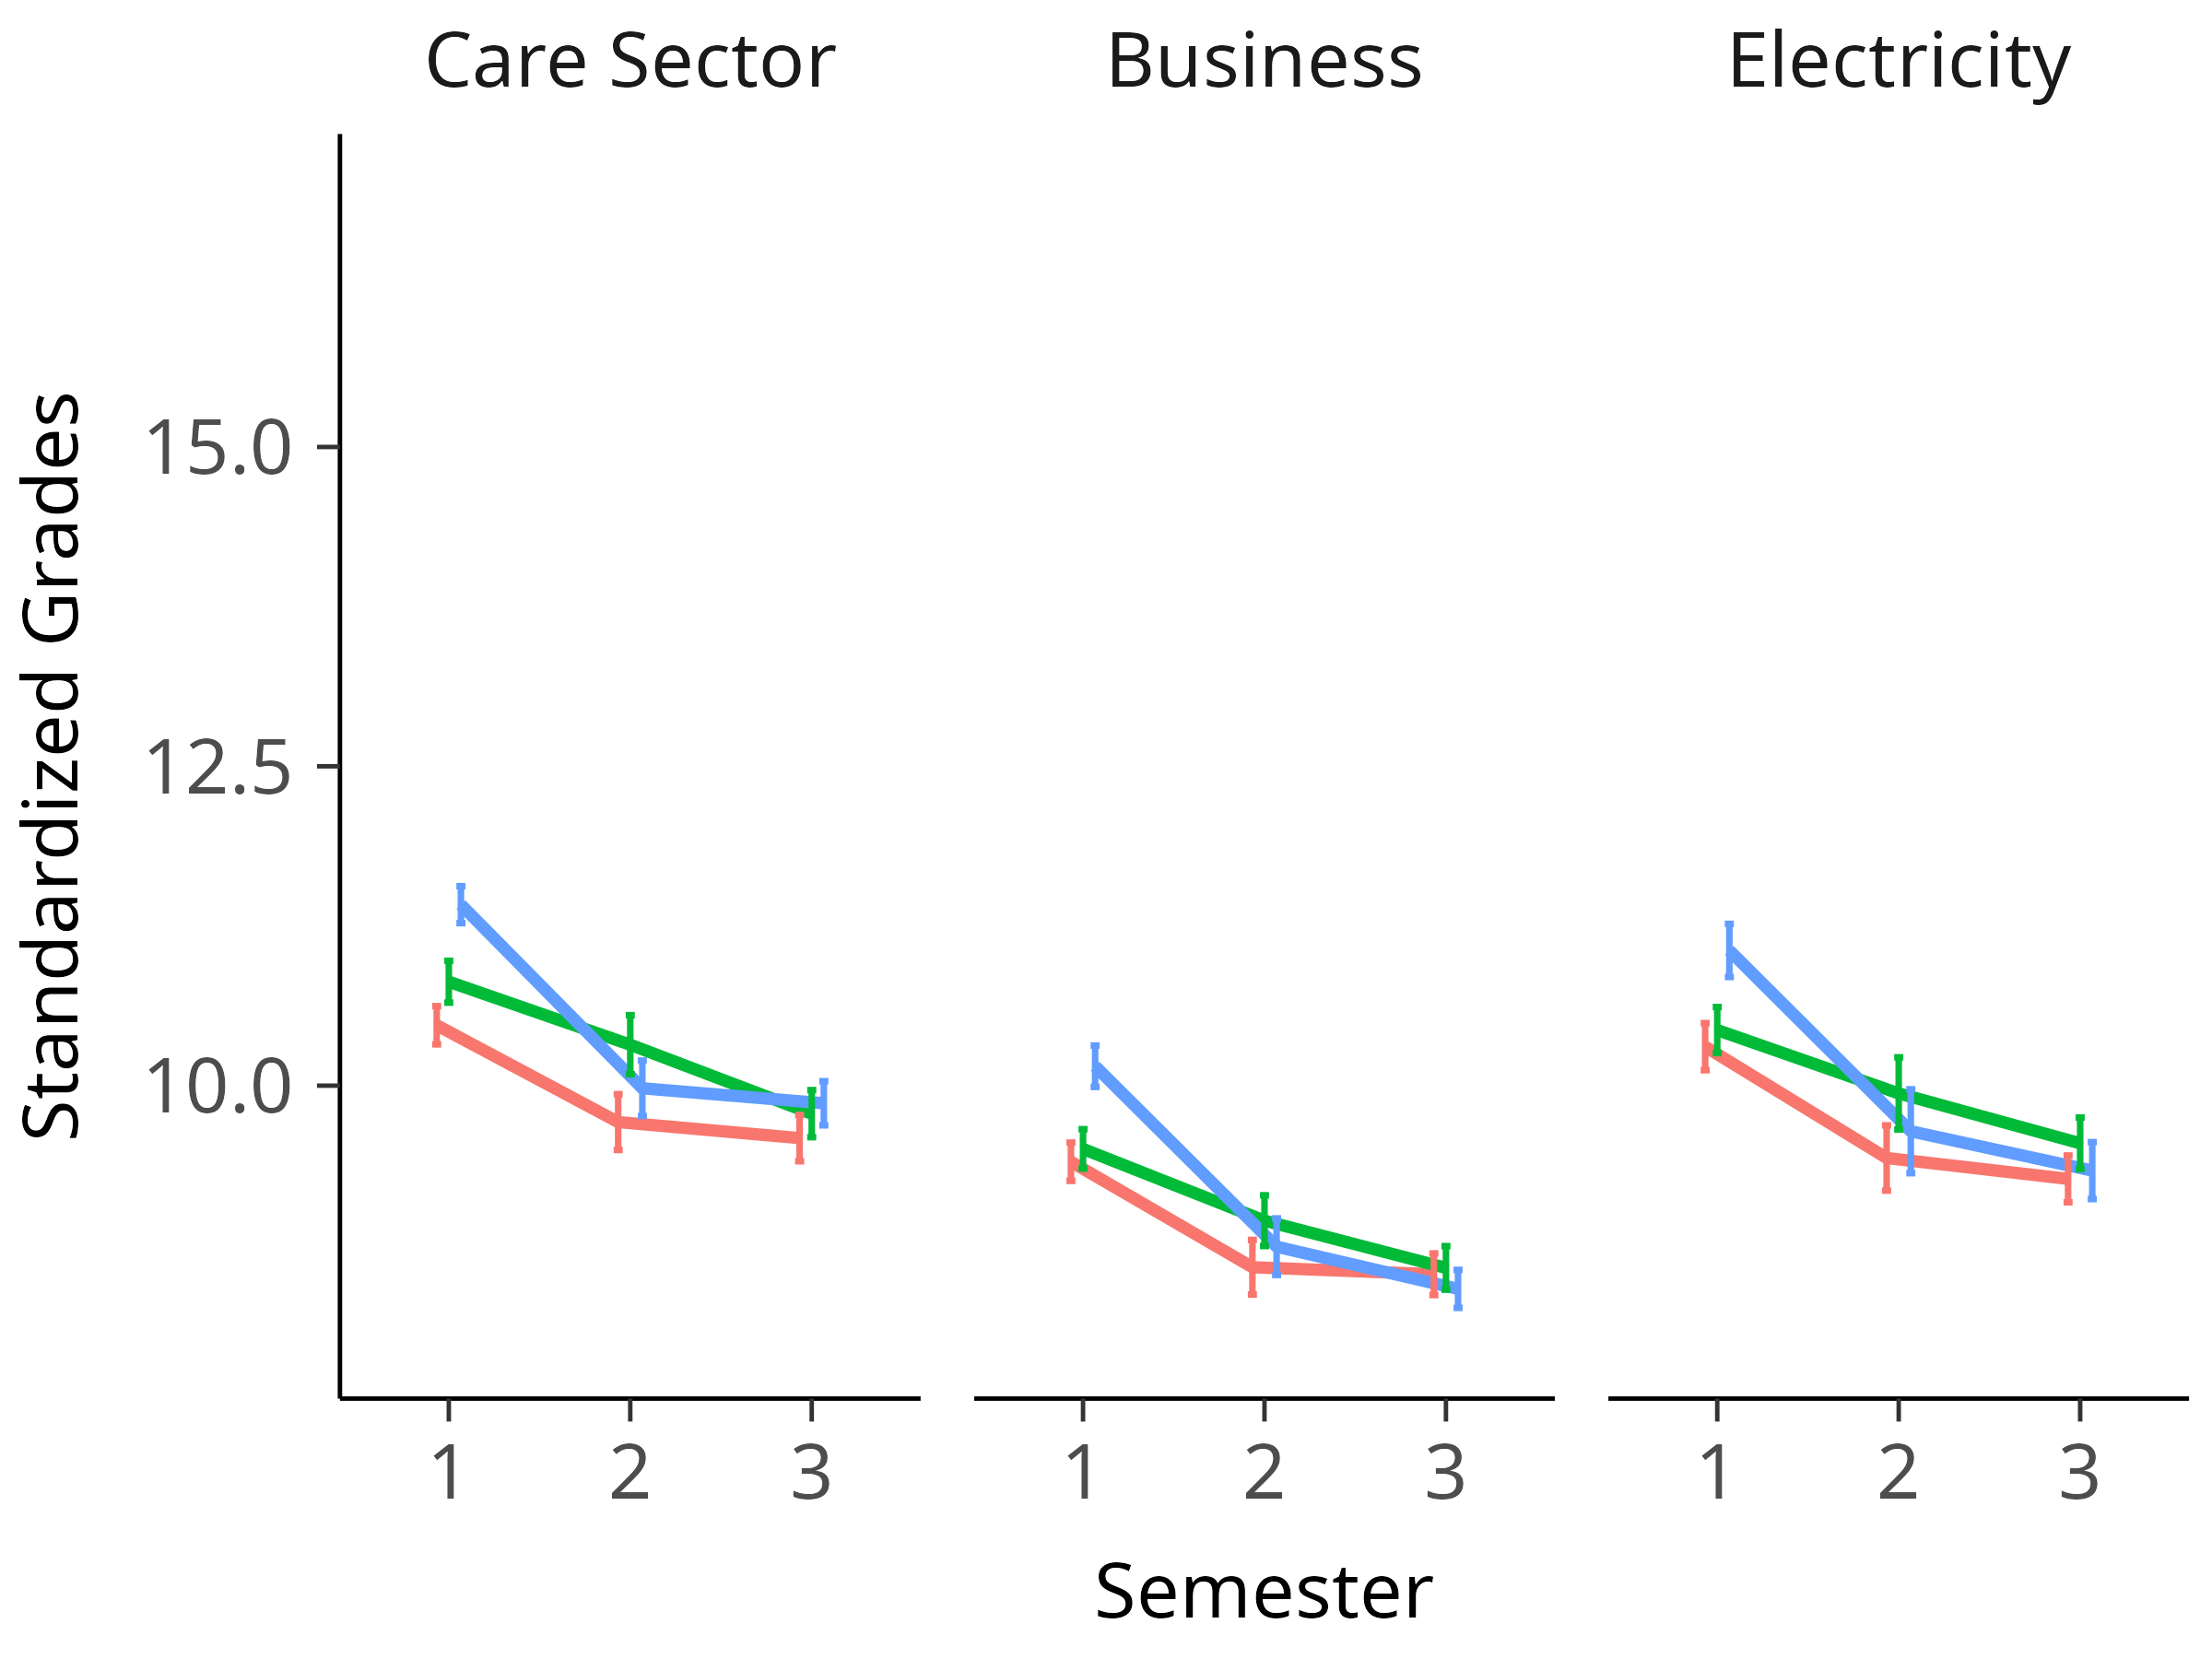 Care Sector Business Electricity
Standardized Grades
15.0
12.5
10.0
1 2 3 1 2 3 1 2 3
Semester